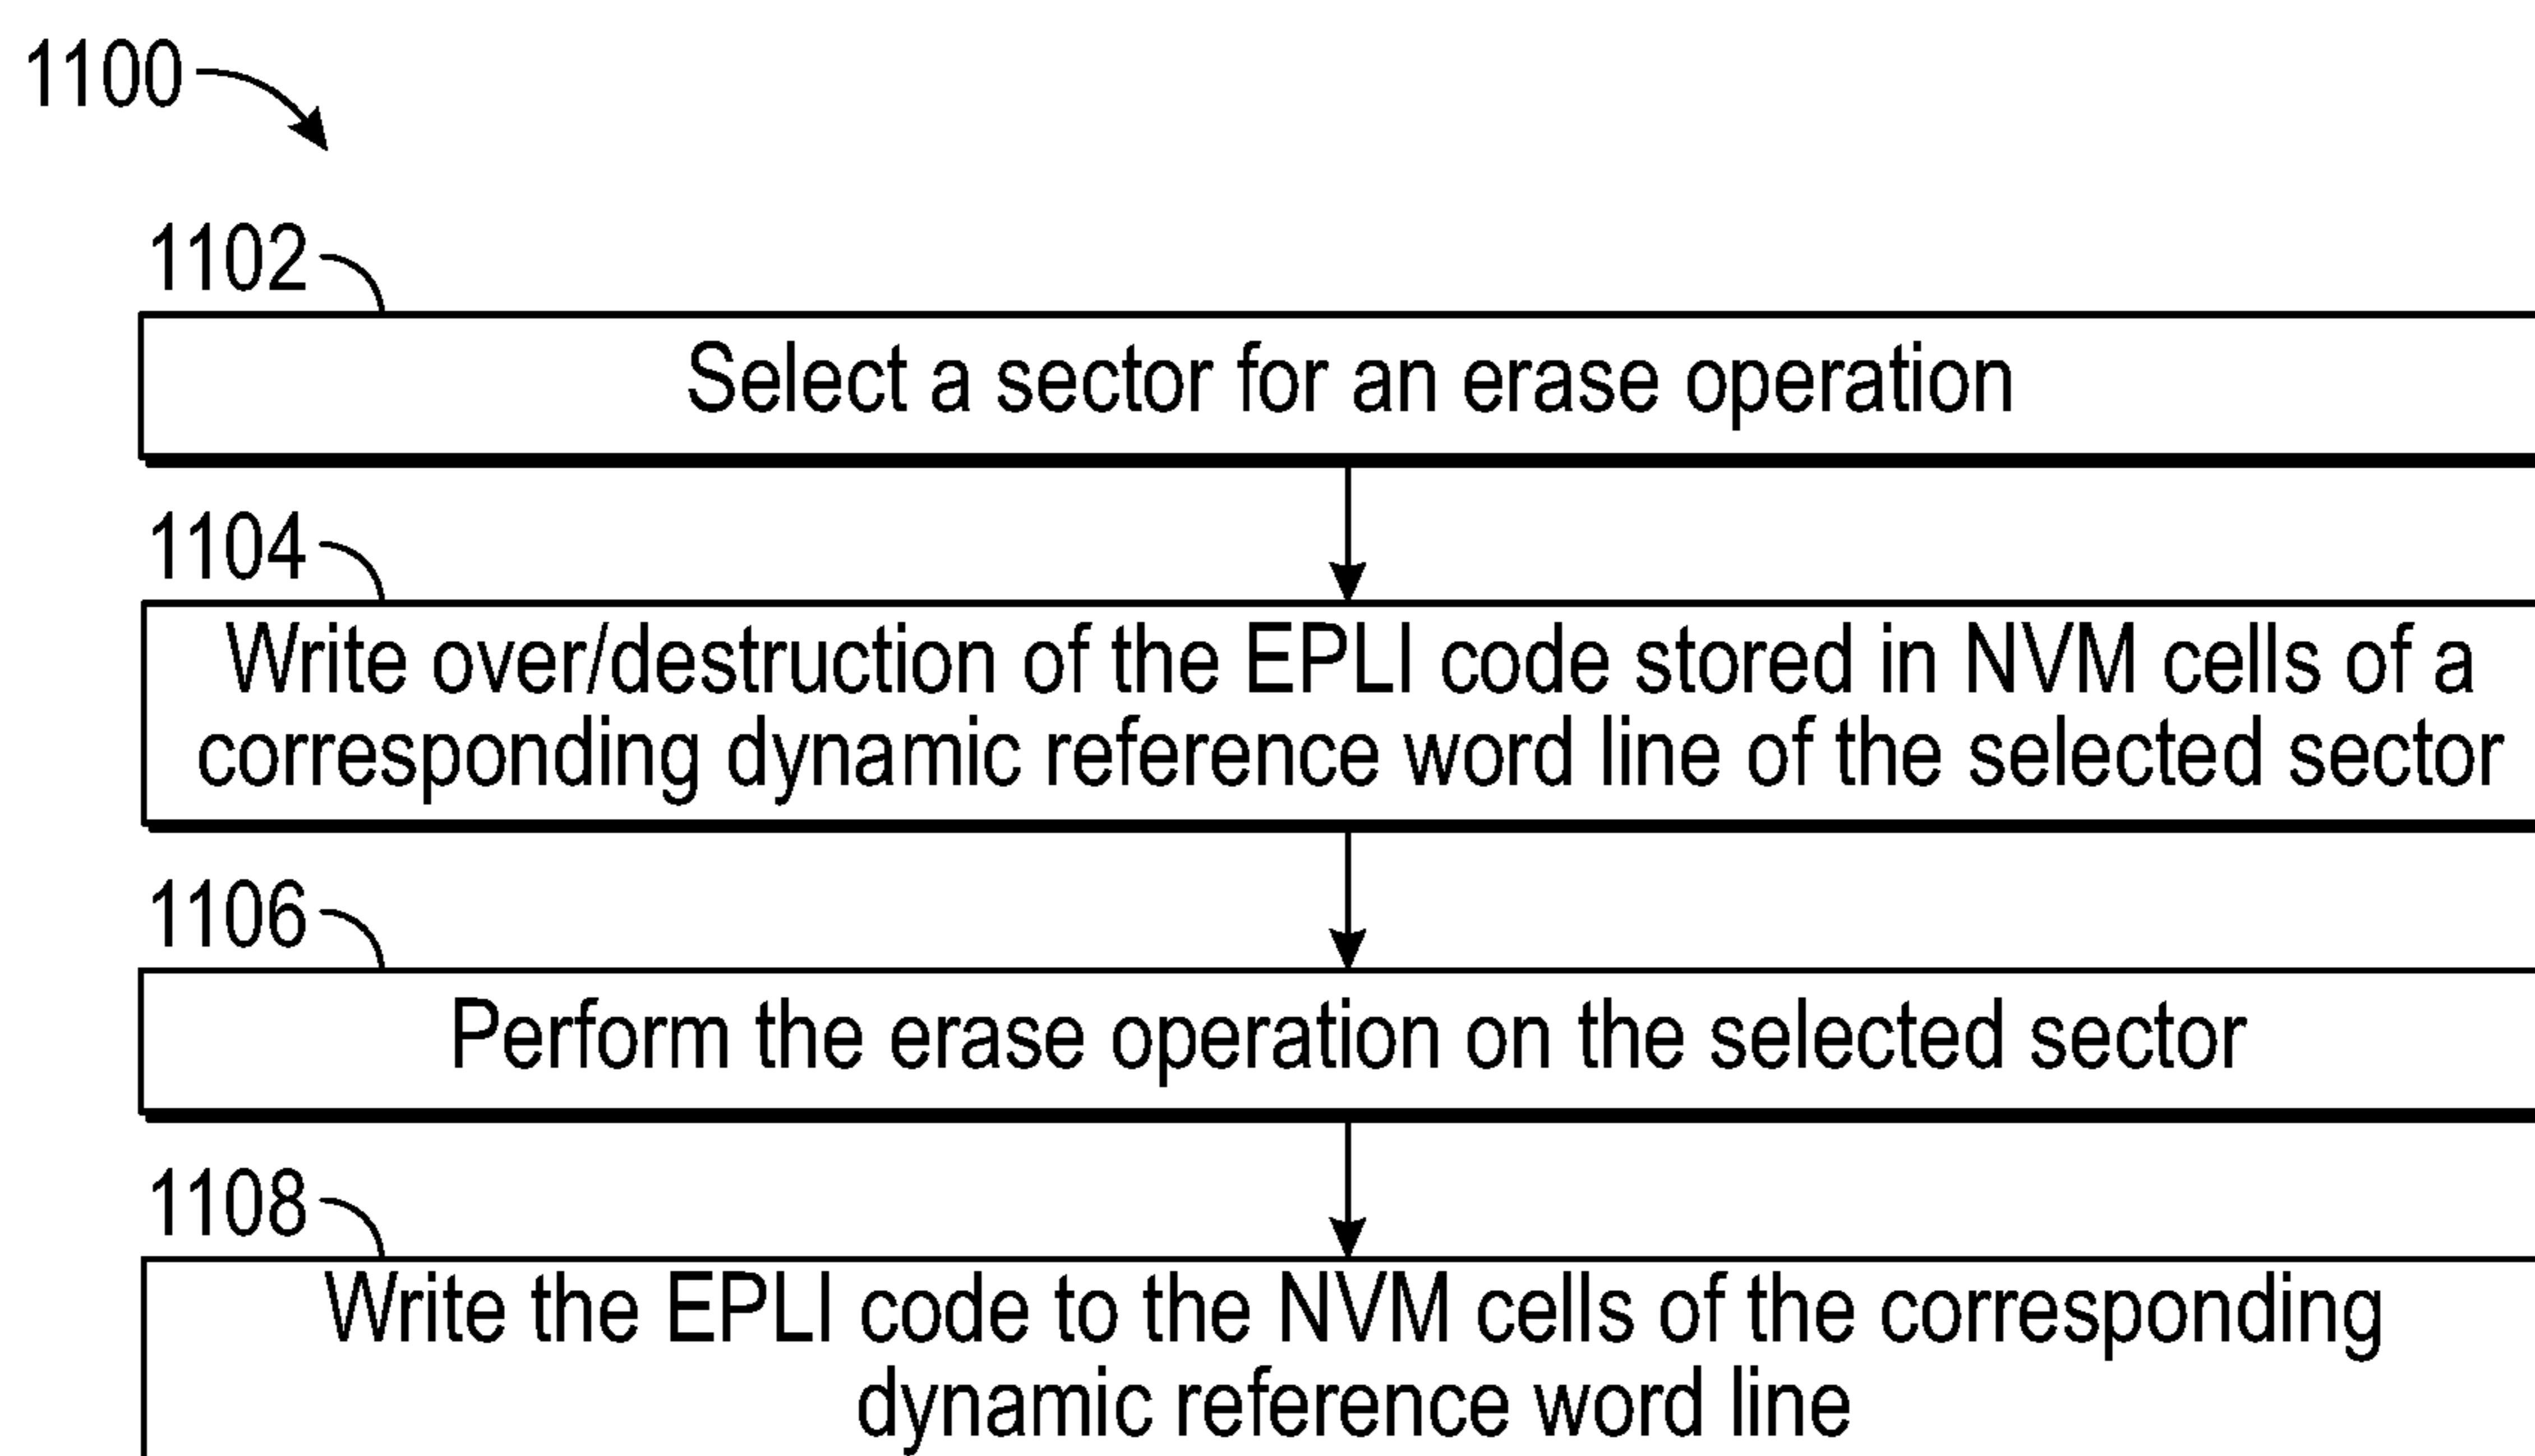 1100
1102
Select a sector for an erase operation
1104
Write over/destruction of the EPLI code stored in NVM cells of a
corresponding dynamic reference word line of the selected sector
1106
Perform the erase operation on the selected sector
1108
Write the EPLI code to the NVM cells of the corresponding
dynamic reference word line